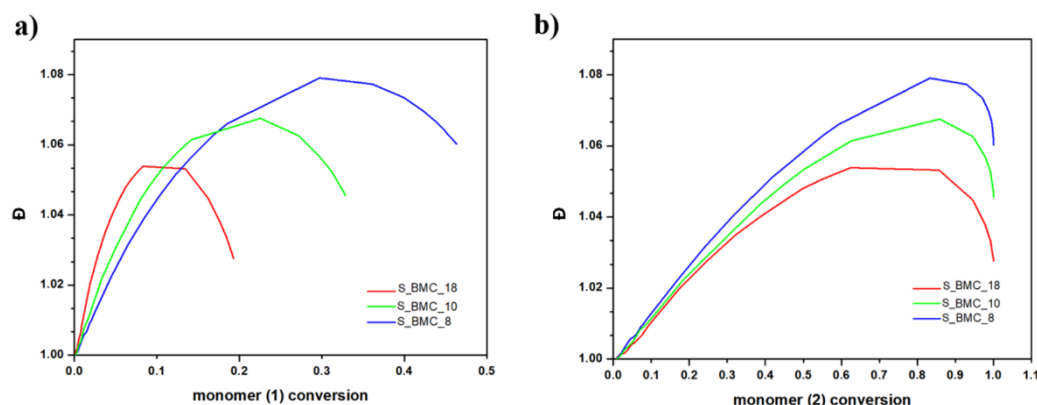 a)
1.08
1.06
1.04
1.02
1.00
Đ
0.0 0.1 0.2 0.3 0.4 0.5
monomer (1) conversion
S_BMC_18
S_BMC_10
S_BMC_8
b)
1.08
1.06
1.04
1.02
1.00
Đ
0.0 0.1 0.2 0.3 0.4 0.5 0.6 0.7 0.8 0.9 1.0 1.1
monomer (2) conversion
S_BMC_18
S_BMC_10
S_BMC_8